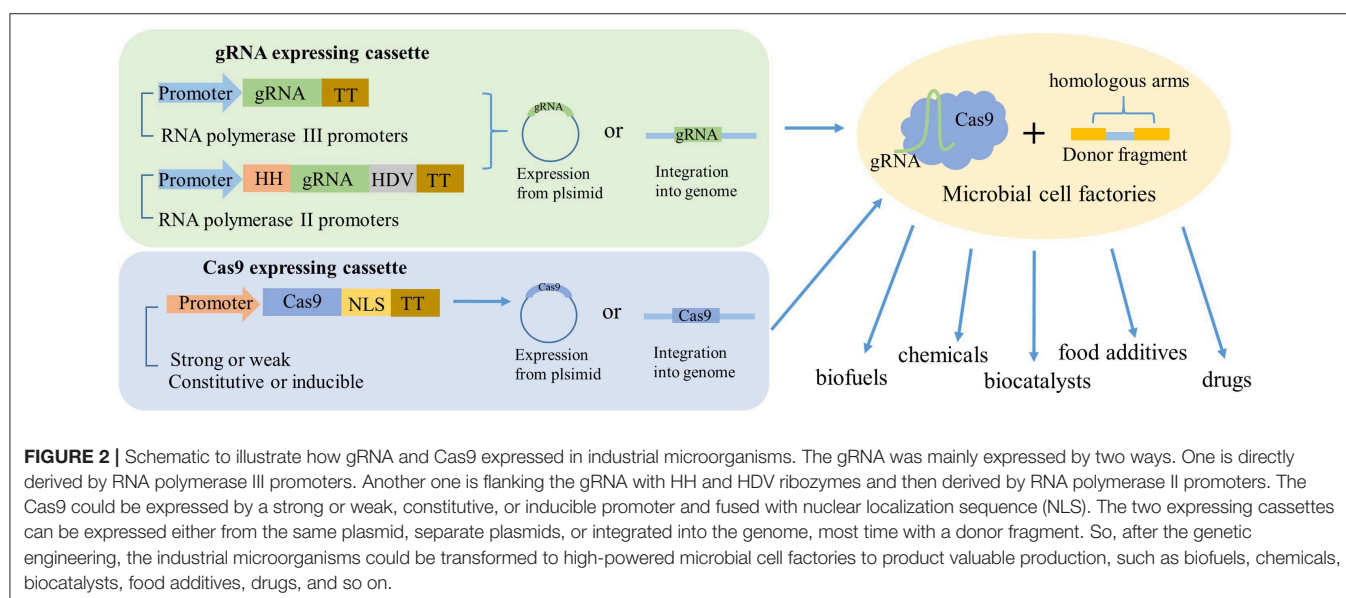 gRNA expressing cassette
Promoter gRNA TT
RNA polymerase III promoters
Promoter HH gRNA HDV TT
RNA polymerase II promoters
gRNA
or
gRNA
Expression
from plsimid
Integration
into genome
Cas9 expressing cassette
Promoter Cas9 NLS TT
Strong or weak
Constitutive or inducible
Cas9
or
Cas9
Expression
from plsimid
Integration
into genome
homologous arms
Cas9
+
gRNA
Donor fragment
Microbial cell factories
biofuels
chemicals
biocatalysts
food additives
drugs
FIGURE 2 | Schematic to illustrate how gRNA and Cas9 expressed in industrial microorganisms. The gRNA was mainly expressed by two ways. One is directly
derived by RNA polymerase III promoters. Another one is flanking the gRNA with HH and HDV ribozymes and then derived by RNA polymerase II promoters. The
Cas9 could be expressed by a strong or weak, constitutive, or inducible promoter and fused with nuclear localization sequence (NLS). The two expressing cassettes
can be expressed either from the same plasmid, separate plasmids, or integrated into the genome, most time with a donor fragment. So, after the genetic
engineering, the industrial microorganisms could be transformed to high-powered microbial cell factories to product valuable production, such as biofuels, chemicals,
biocatalysts, food additives, drugs, and so on.